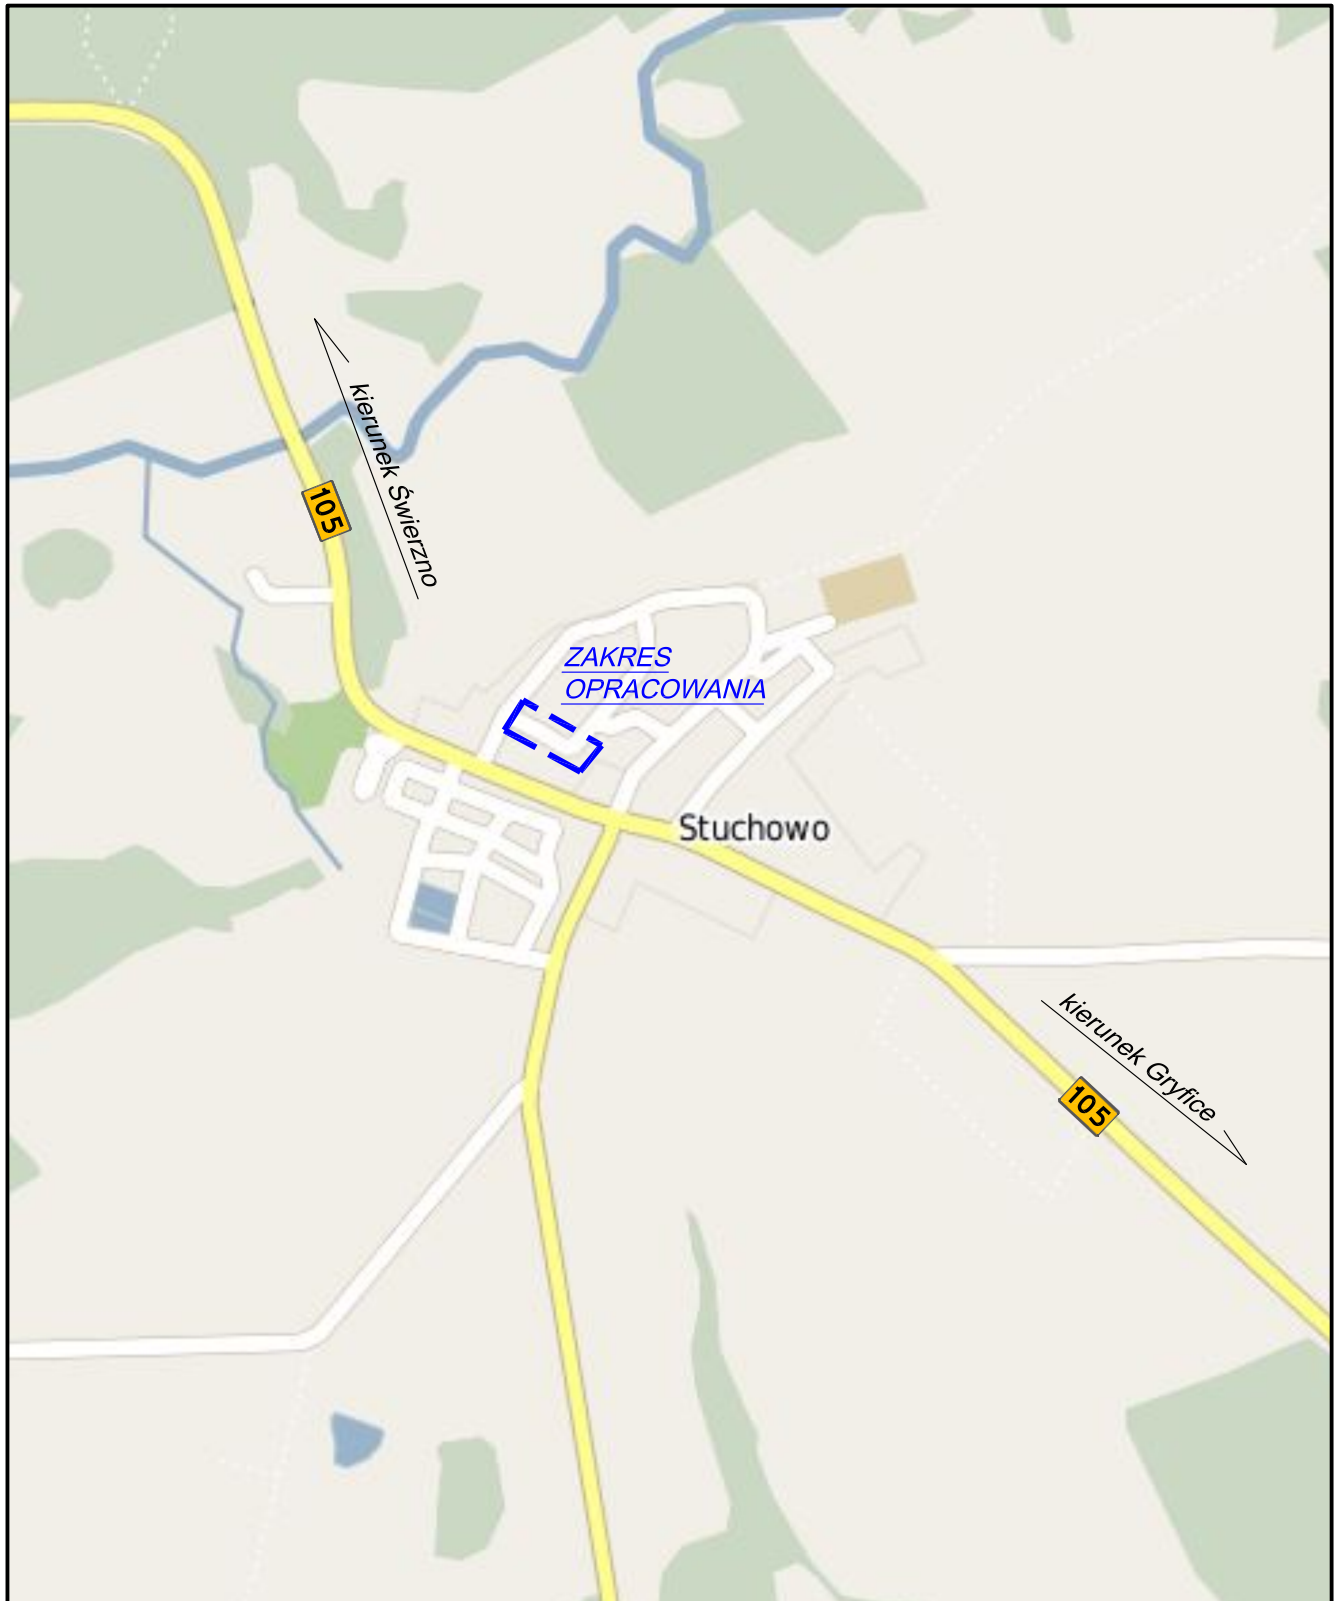 kierunek Świerzno
105
ZAKRES
OPRACOWANIA
Stuchowo
kierunek Gryfice
105